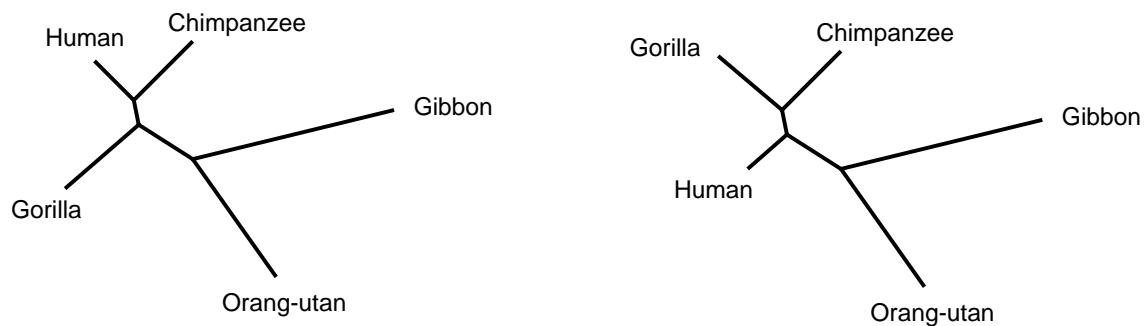 Human
Chimpanzee
Gibbon
Gorilla
Orang-utan
Gorilla
Chimpanzee
Gibbon
Human
Orang-utan